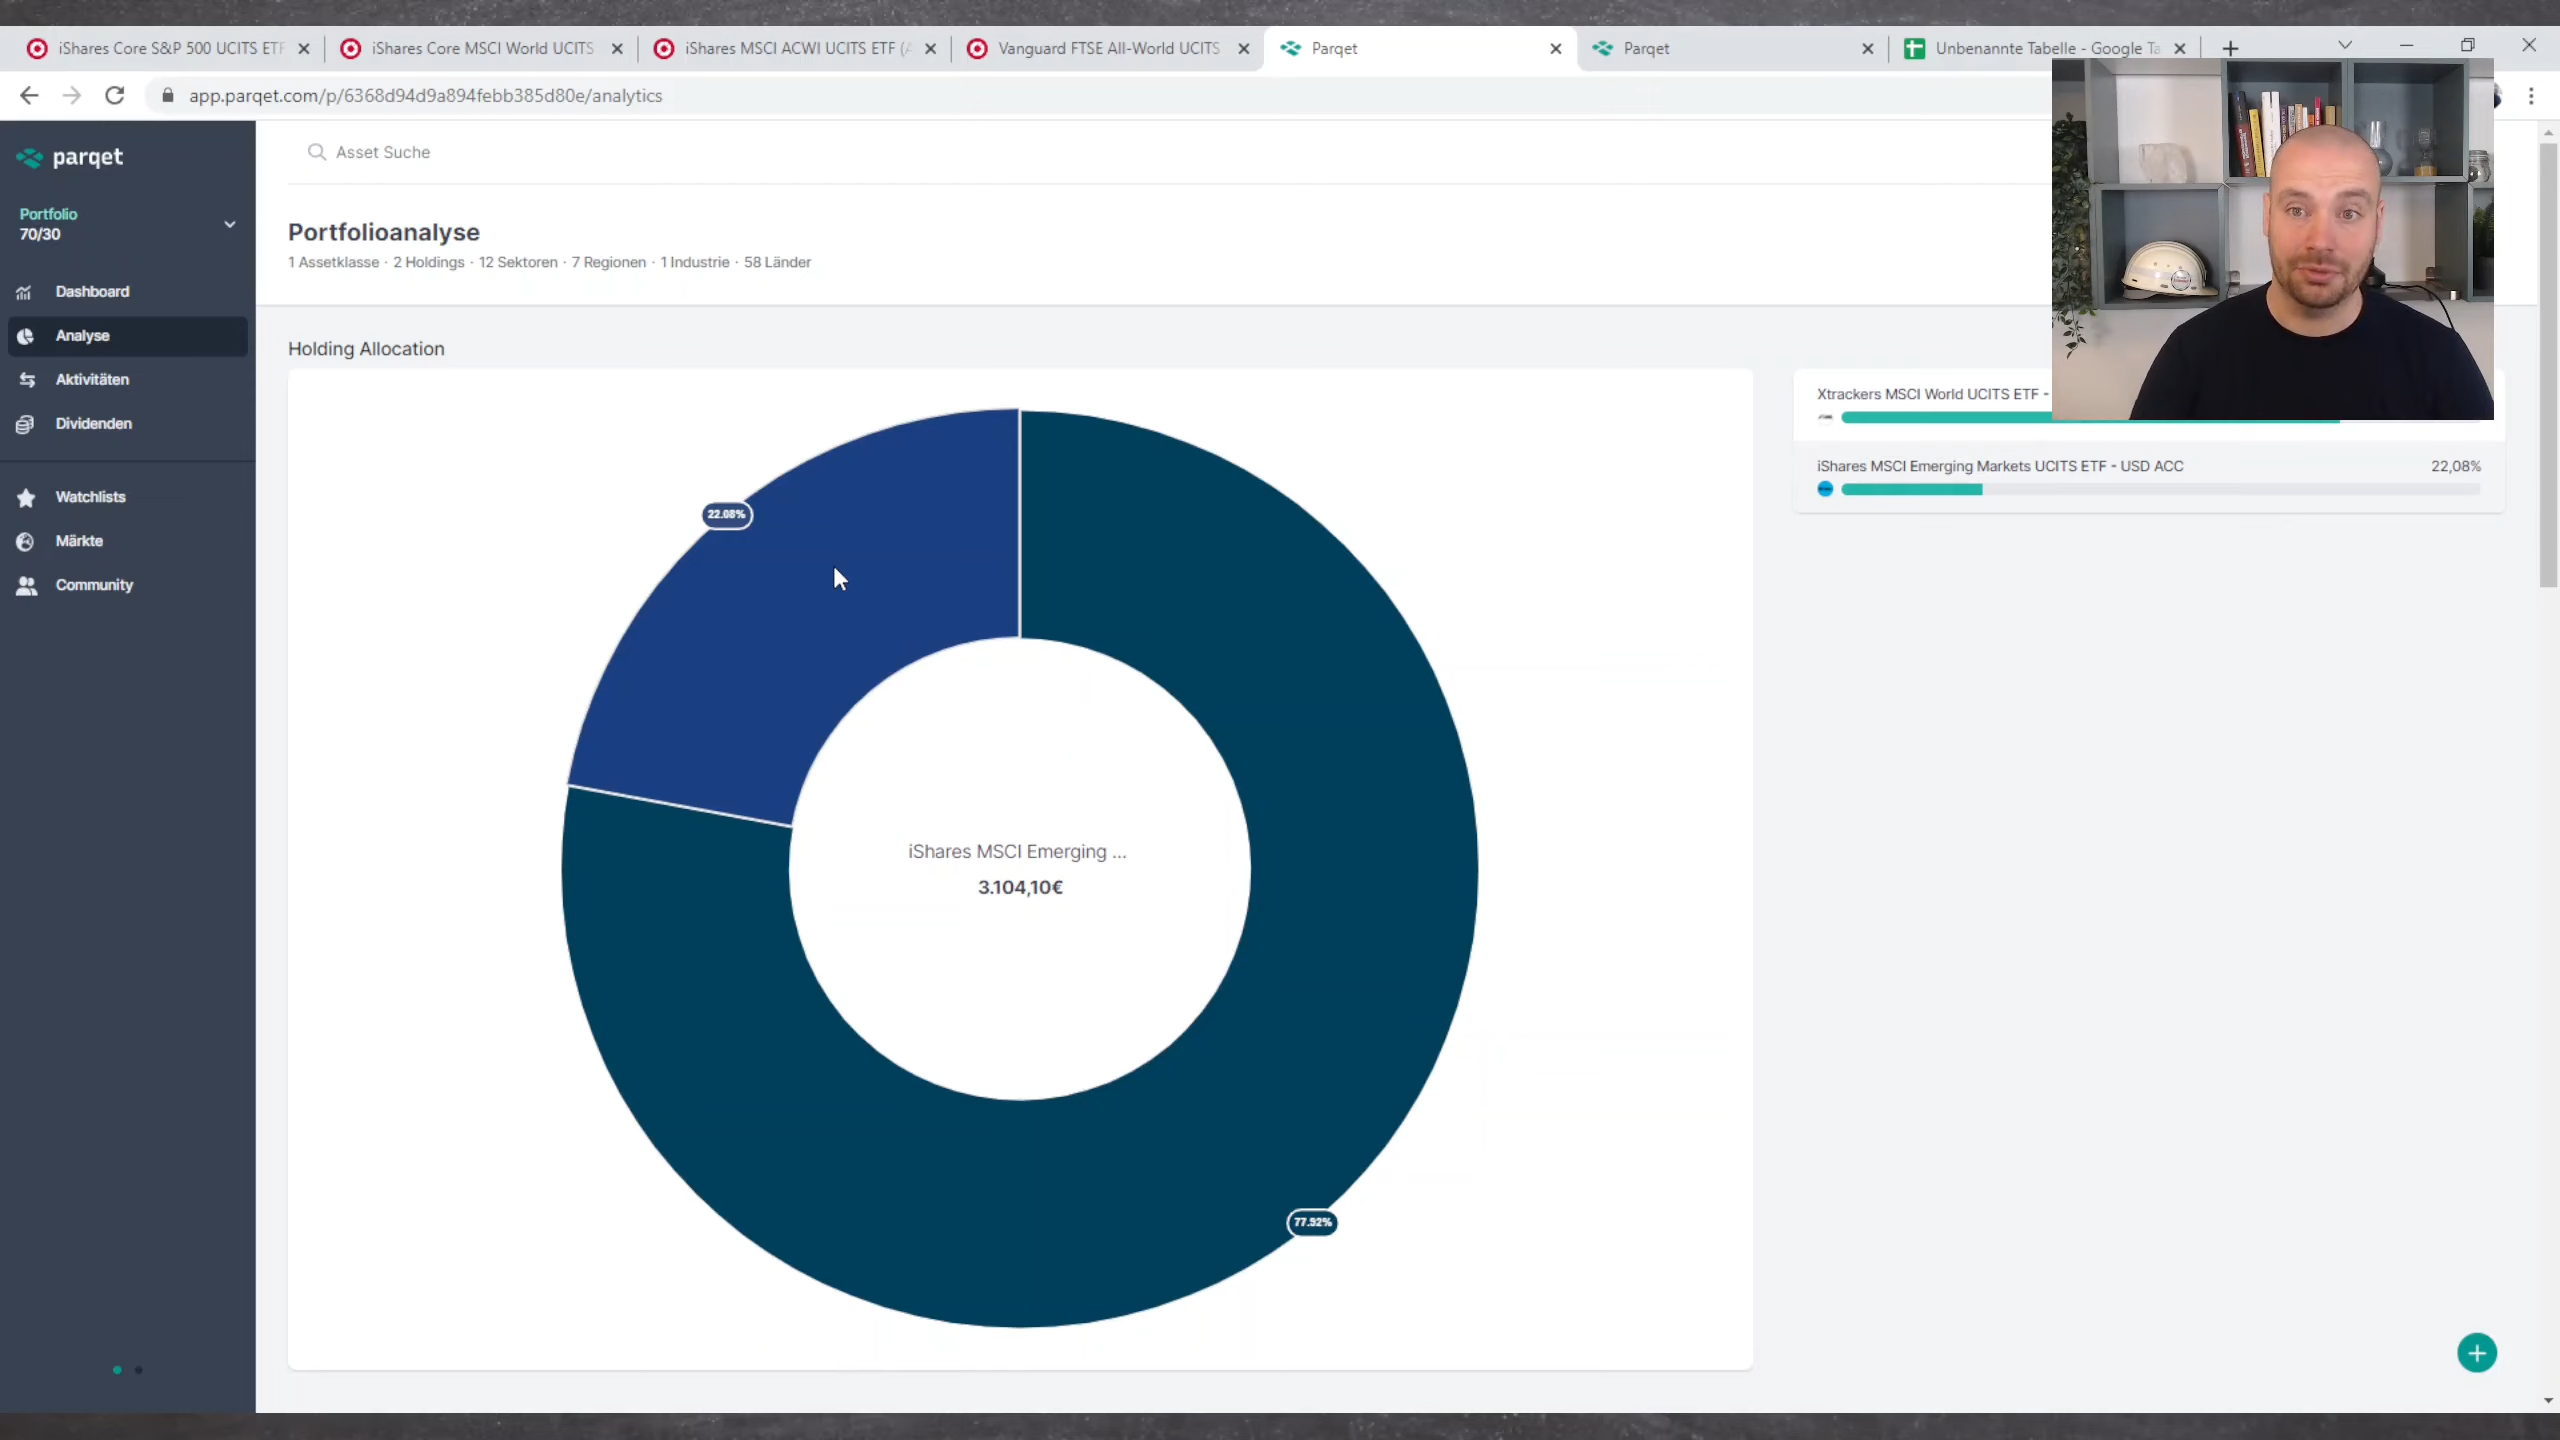 iShares Core S&P 500 UCITS ETF
iShares Core MSCI World UCITS
iShares MSCI ACWI UCITS ETF (A
Vanguard FTSE All-World UCITS
Parqet
Parqet
Unbenannte Tabelle - Google Ta
app.parqet.com/p/6368d94d9a894febb385d80e/analytics
parqet
Portfolio
70/30
Dashboard
Analyse
Aktivitäten
Dividenden
Watchlists
Märkte
Community
Asset Suche
Portfolioanalyse
1 Assetklasse · 2 Holdings · 12 Sektoren · 7 Regionen · 1 Industrie · 58 Länder
Holding Allocation
22.08%
iShares MSCI Emerging ...
3.104,10€
77.92%
Xtrackers MSCI World UCITS ETF -
iShares MSCI Emerging Markets UCITS ETF - USD ACC 22,08%